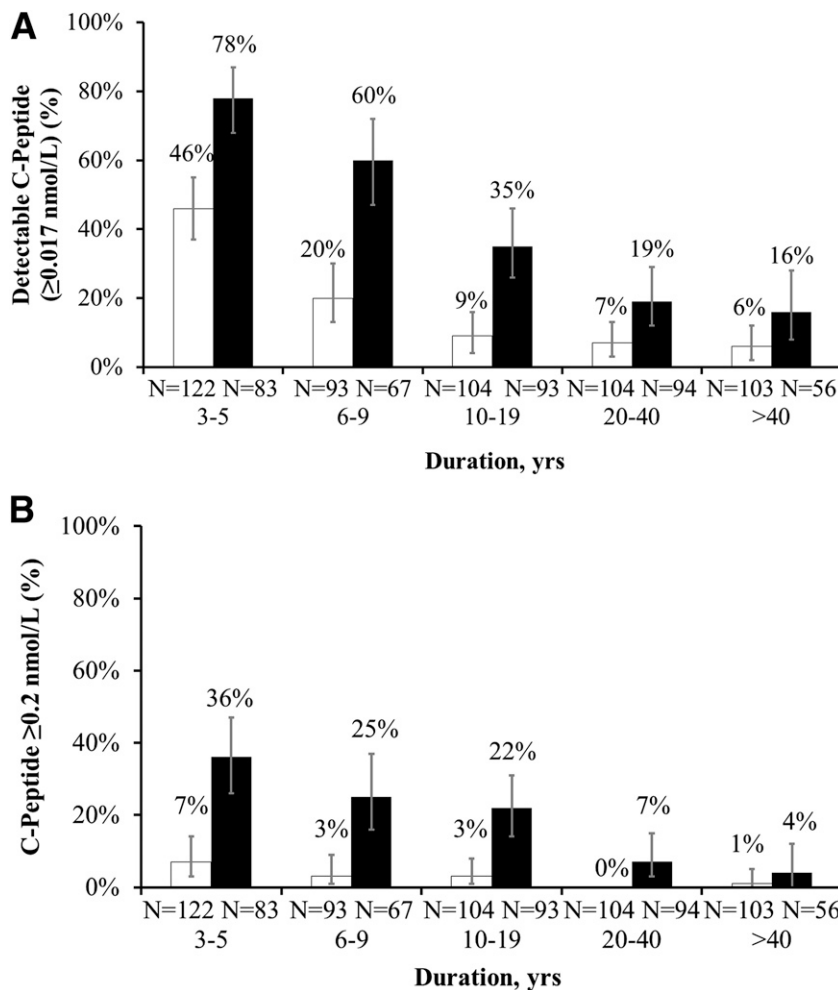 A
Detectable C-Peptide
(≥0.017 nmol/L) (%)
100%
80%
60%
40%
20%
0%
46%
78%
20%
60%
9%
35%
7%
19%
6%
16%
N=122 N=83 N=93 N=67 N=104 N=93 N=104 N=94 N=103 N=56
3-5 6-9 10-19 20-40 >40
Duration, yrs
B
C-Peptide ≥0.2 nmol/L (%)
100%
80%
60%
40%
20%
0%
7%
36%
3%
25%
3%
22%
0%
7%
1%
4%
N=122 N=83 N=93 N=67 N=104 N=93 N=104 N=94 N=103 N=56
3-5 6-9 10-19 20-40 >40
Duration, yrs